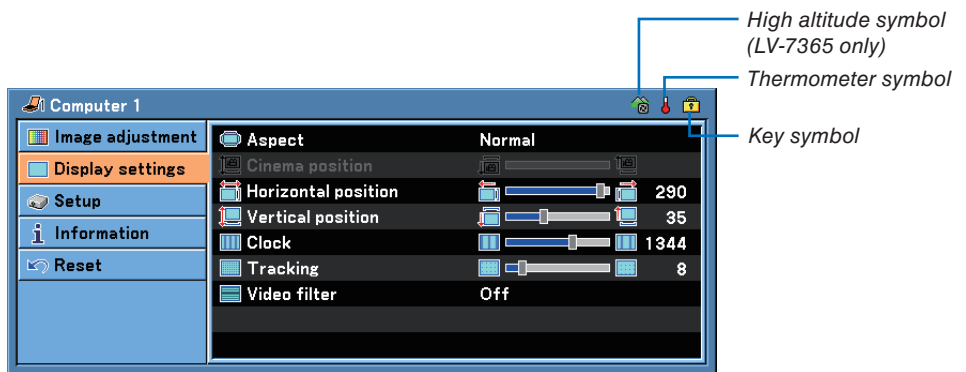 High altitude symbol
(LV-7365 only)
Thermometer symbol
Key symbol
Computer 1
Image adjustment
Display settings
Setup
Information
Reset
Aspect Normal
Cinema position
Horizontal position 290
Vertical position 35
Clock 1344
Tracking 8
Video filter Off